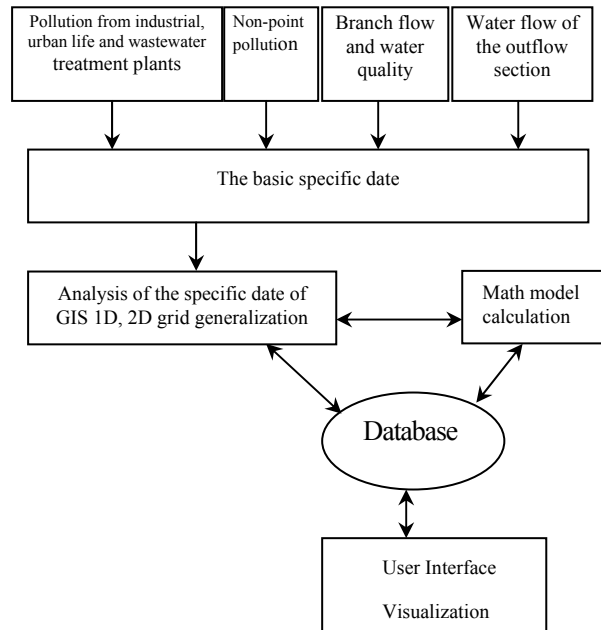 Pollution from industrial,
urban life and wastewater
treatment plants
Non-point
pollution
Branch flow
and water
quality
Water flow of
the outflow
section
The basic specific date
Analysis of the specific date of
GIS 1D, 2D grid generalization
Math model
calculation
Database
User Interface
Visualization